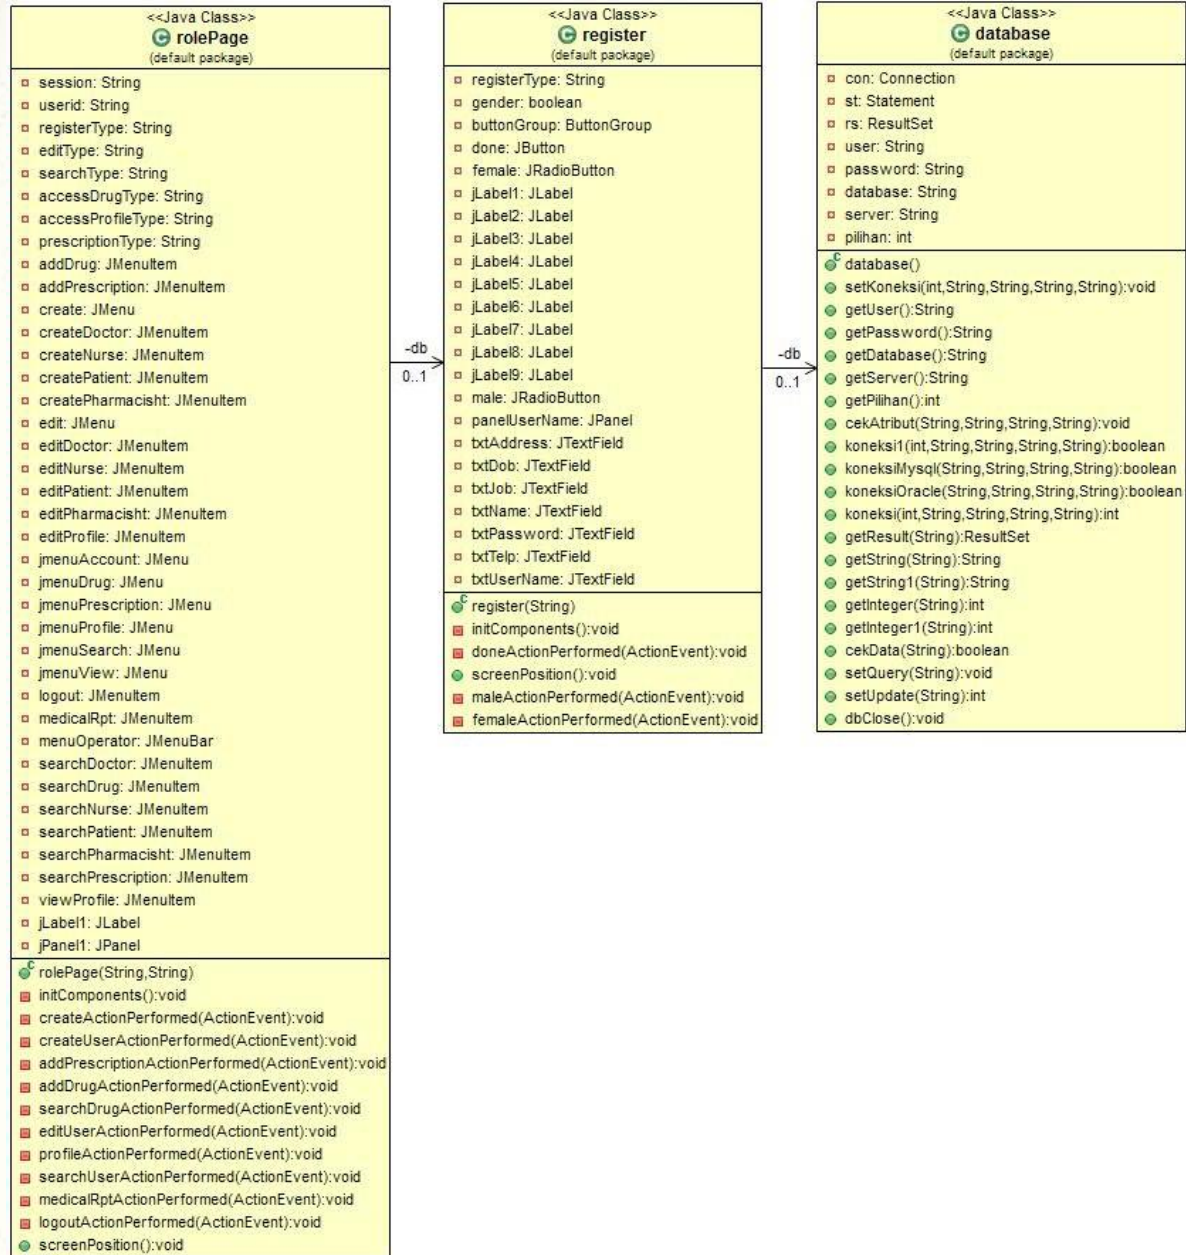 <<Java Class>>
rolePage
(default package)
session: String
userid: String
registerType: String
editType: String
searchType: String
accessDrugType: String
accessProfileType: String
prescriptionType: String
addDrug: JMenuItem
addPrescription: JMenuItem
create: JMenu
createDoctor: JMenuItem
createNurse: JMenuItem
createPatient: JMenuItem
createPharmacisht: JMenuItem
edit: JMenu
editDoctor: JMenuItem
editNurse: JMenuItem
editPatient: JMenuItem
editPharmacisht: JMenuItem
editProfile: JMenuItem
jmenuAccount: JMenu
jmenuDrug: JMenu
jmenuPrescription: JMenu
jmenuProfile: JMenu
jmenuSearch: JMenu
jmenuView: JMenu
logout: JMenuItem
medicalRpt: JMenuItem
menuOperator: JMenuBar
searchDoctor: JMenuItem
searchDrug: JMenuItem
searchNurse: JMenuItem
searchPatient: JMenuItem
searchPharmacisht: JMenuItem
searchPrescription: JMenuItem
viewProfile: JMenuItem
jLabel1: JLabel
jPanel1: JPanel
rolePage(String,String)
initComponents():void
createActionPerformed(ActionEvent):void
createUserActionPerformed(ActionEvent):void
addPrescriptionActionPerformed(ActionEvent):void
addDrugActionPerformed(ActionEvent):void
searchDrugActionPerformed(ActionEvent):void
editUserActionPerformed(ActionEvent):void
profileActionPerformed(ActionEvent):void
searchUserActionPerformed(ActionEvent):void
medicalRptActionPerformed(ActionEvent):void
logoutActionPerformed(ActionEvent):void
screenPosition():void
-db
0..1
<<Java Class>>
register
(default package)
registerType: String
gender: boolean
buttonGroup: ButtonGroup
done: JButton
female: JRadioButton
jLabel1: JLabel
jLabel2: JLabel
jLabel3: JLabel
jLabel4: JLabel
jLabel5: JLabel
jLabel6: JLabel
jLabel7: JLabel
jLabel8: JLabel
jLabel9: JLabel
male: JRadioButton
panelUserName: JPanel
txtAddress: JTextField
txtDob: JTextField
txtJob: JTextField
txtName: JTextField
txtPassword: JTextField
txtTelp: JTextField
txtUserName: JTextField
register(String)
initComponents():void
doneActionPerformed(ActionEvent):void
screenPosition():void
maleActionPerformed(ActionEvent):void
femaleActionPerformed(ActionEvent):void
-db
0..1
<<Java Class>>
database
(default package)
con: Connection
st: Statement
rs: ResultSet
user: String
password: String
database: String
server: String
pilihan: int
database()
setKoneksi(int,String,String,String,String):void
getUser():String
getPassword():String
getDatabase():String
getServer():String
getPilihan():int
cekAtribut(String,String,String,String):void
koneksi1(int,String,String,String,String):boolean
koneksiMysql(String,String,String,String):boolean
koneksiOracle(String,String,String,String):boolean
koneksi(int,String,String,String,String):int
getResult(String):ResultSet
getString(String):String
getString1(String):String
getInteger(String):int
getInteger1(String):int
cekData(String):boolean
setQuery(String):void
setUpdate(String):int
dbClose():void